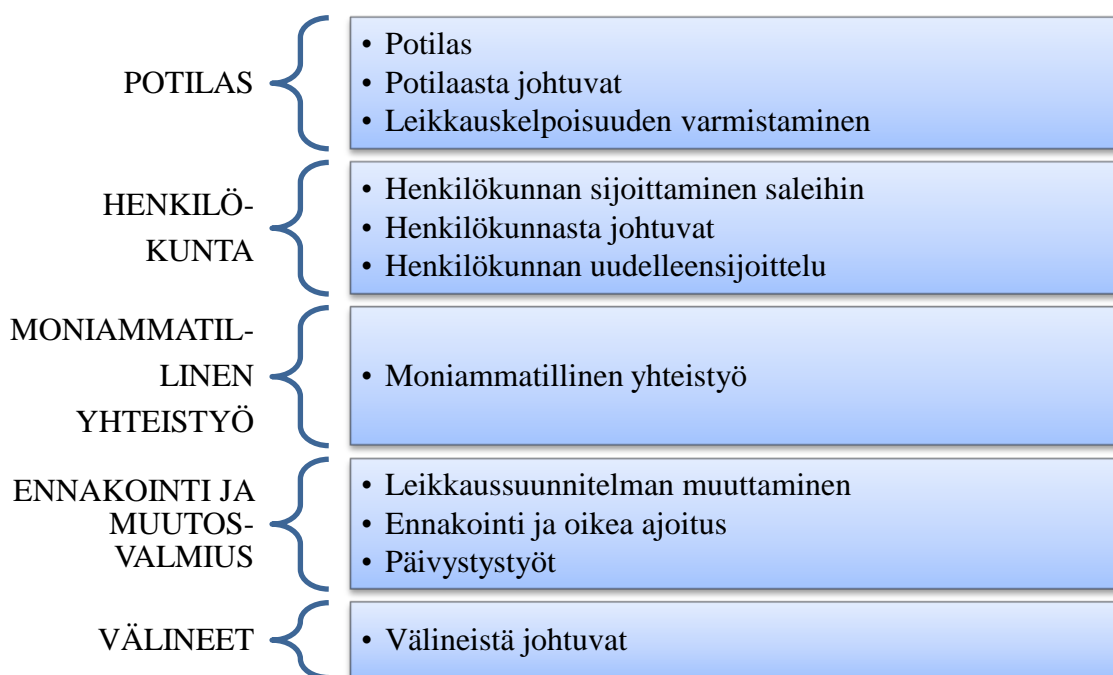 POTILAS
• Potilas
• Potilaasta johtuvat
• Leikkauskelpoisuuden varmistaminen
HENKILÖ-
KUNTA
• Henkilökunnan sijoittaminen saleihin
• Henkilökunnasta johtuvat
• Henkilökunnan uudelleensijoittelu
MONIAMMATIL-
LINEN
YHTEISTYÖ
• Moniammatillinen yhteistyö
ENNAKOINTI JA
MUUTOS-
VALMIUS
• Leikkaussuunnitelman muuttaminen
• Ennakointi ja oikea ajoitus
• Päivystystyöt
VÄLINEET
• Välineistä johtuvat